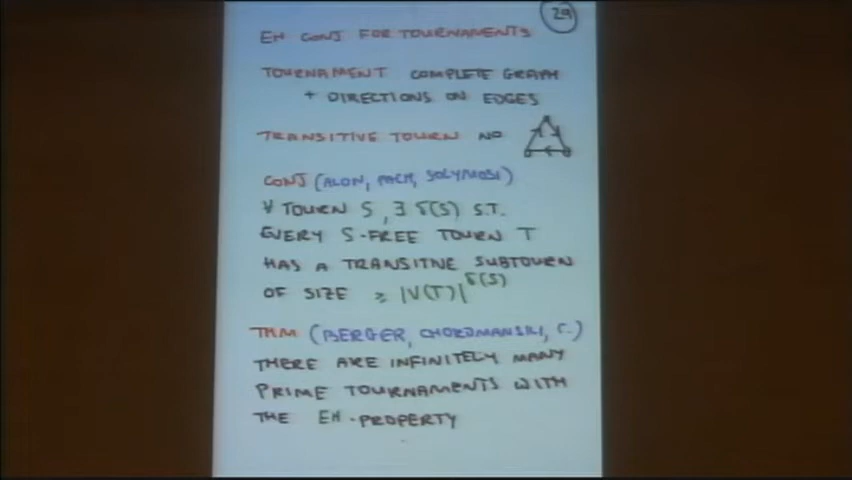 29
EH CONJ FOR TOURNAMENTS
TOURNAMENT COMPLETE GRAPH
+ DIRECTIONS ON EDGES
TRANSITIVE TOURN NO
CONJ (ALON, PACH, SOLYMOSI)
∀ TOURN S, ∃ δ(S) S.T.
EVERY S-FREE TOURN T
HAS A TRANSITIVE SUBTOURN
OF SIZE ≥ |V(T)|^δ(S)
THM (BERGER, CHOROMANSKI, C.)
THERE ARE INFINITELY MANY
PRIME TOURNAMENTS WITH
THE EH-PROPERTY